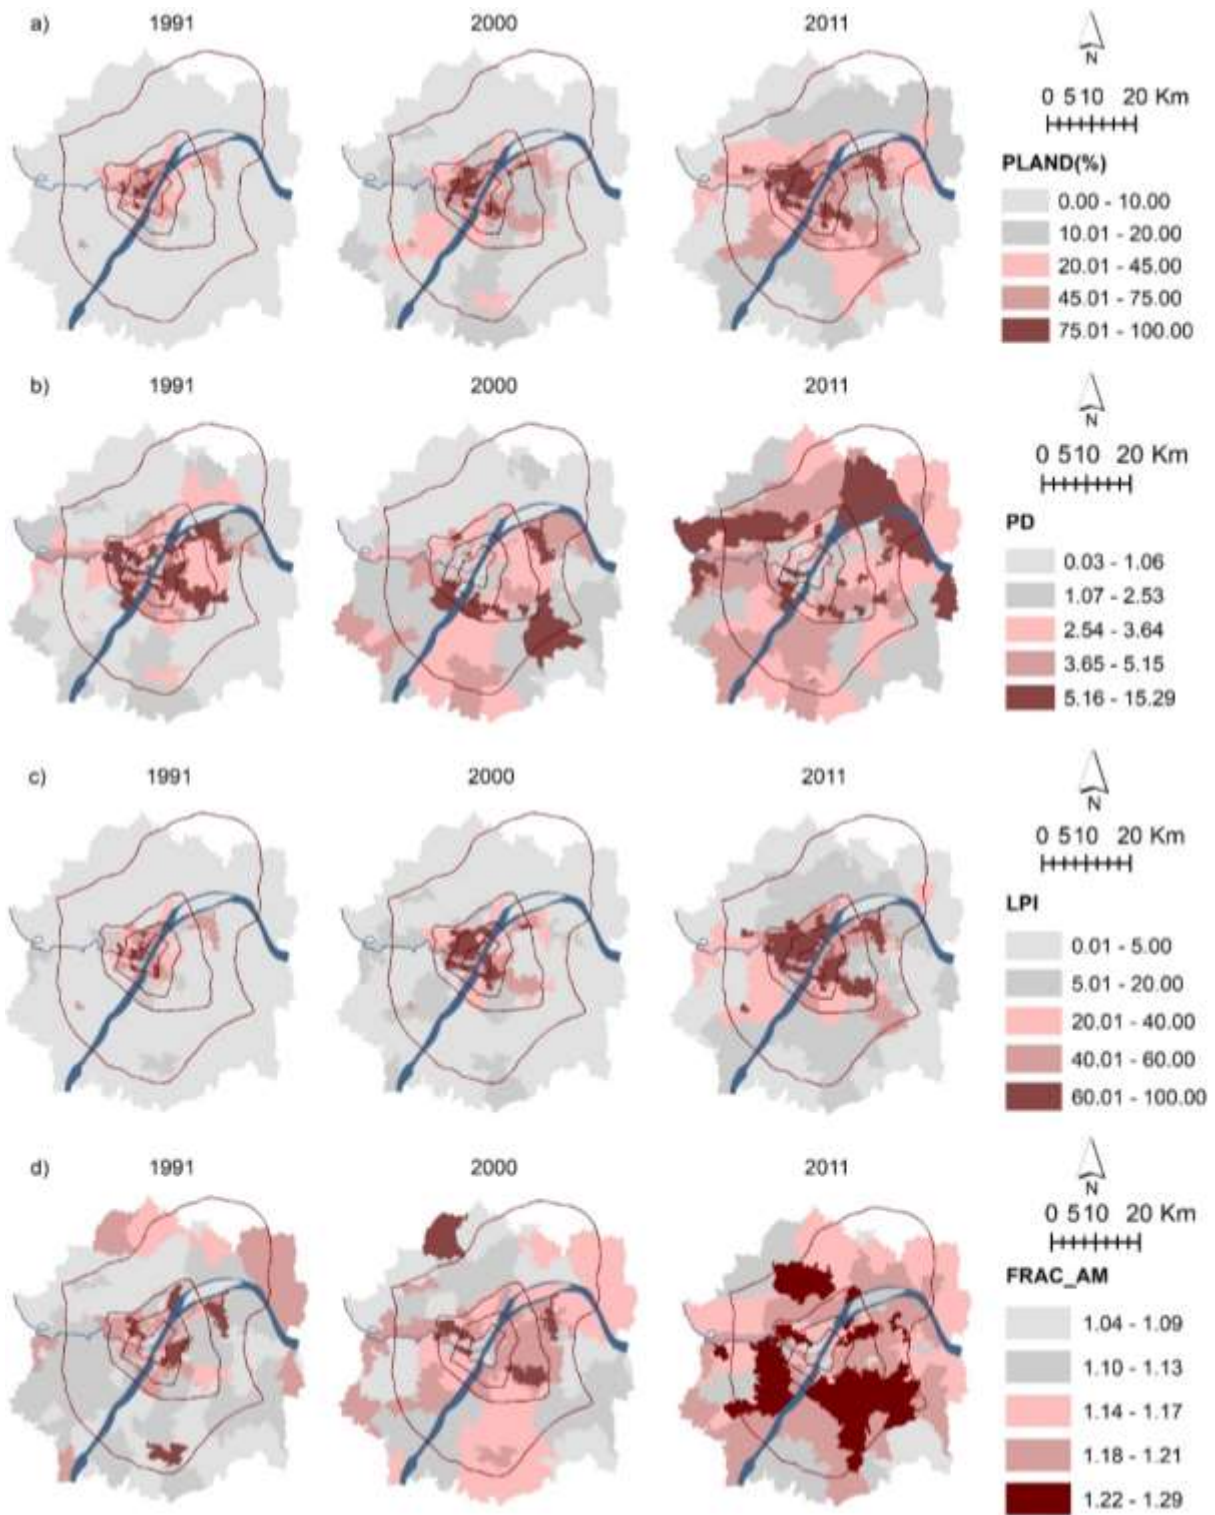 a) 1991 2000 2011
N
0 5 10 20 Km
PLAND(%)
0.00 - 10.00
10.01 - 20.00
20.01 - 45.00
45.01 - 75.00
75.01 - 100.00
b) 1991 2000 2011
N
0 5 10 20 Km
PD
0.03 - 1.06
1.07 - 2.53
2.54 - 3.64
3.65 - 5.15
5.16 - 15.29
c) 1991 2000 2011
N
0 5 10 20 Km
LPI
0.01 - 5.00
5.01 - 20.00
20.01 - 40.00
40.01 - 60.00
60.01 - 100.00
d) 1991 2000 2011
N
0 5 10 20 Km
FRAC_AM
1.04 - 1.09
1.10 - 1.13
1.14 - 1.17
1.18 - 1.21
1.22 - 1.29